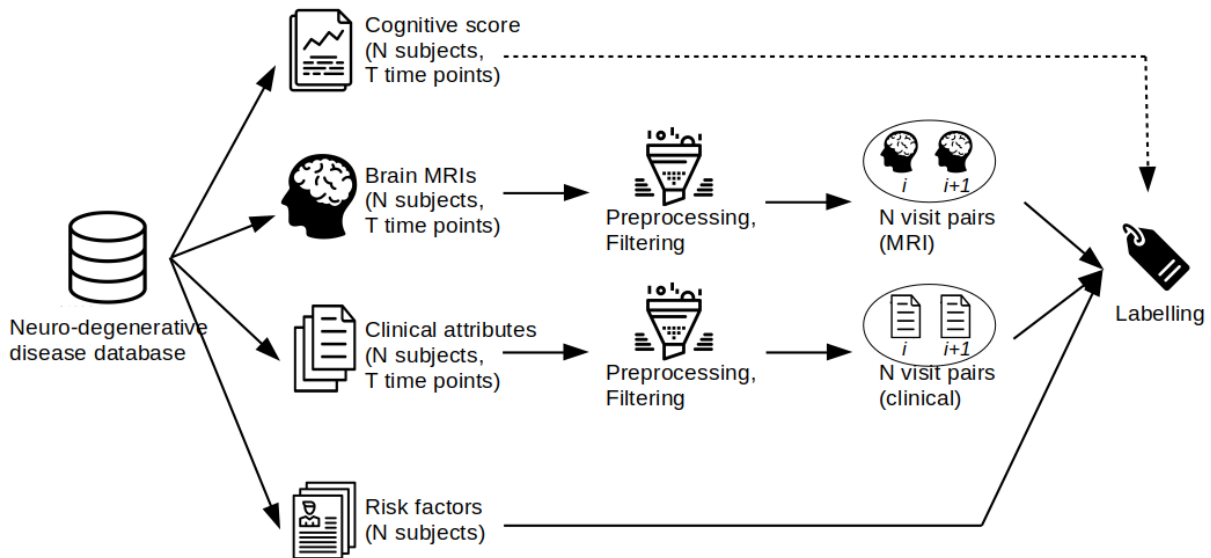 Cognitive score
(N subjects,
T time points)
Brain MRIs
(N subjects,
T time points)
Preprocessing,
Filtering
i i+1
N visit pairs
(MRI)
Neuro-degenerative
disease database
Clinical attributes
(N subjects,
T time points)
Preprocessing,
Filtering
i i+1
N visit pairs
(clinical)
Labelling
Risk factors
(N subjects)